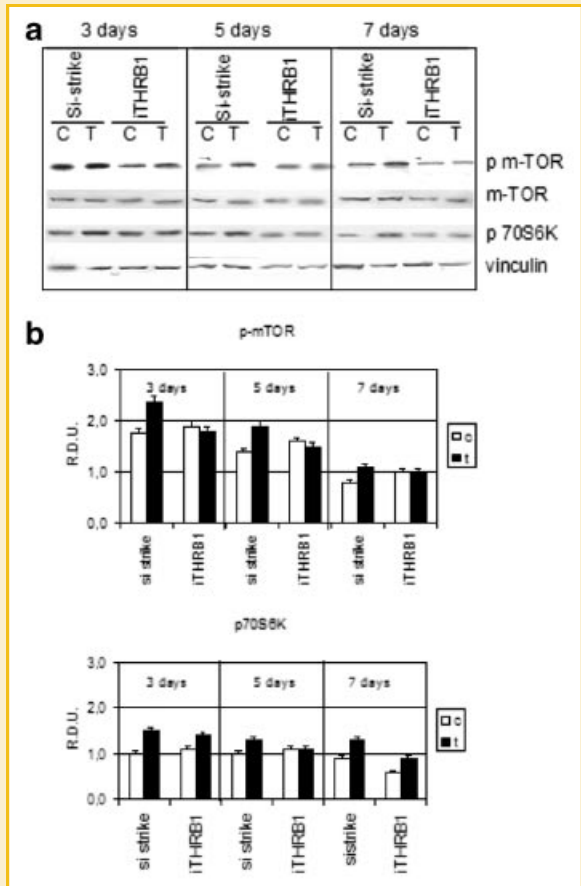 a 3 days 5 days 7 days
Si-strike iTHRB1 Si-strike iTHRB1 Si-strike iTHRB1
C T C T C T C T C T C T
p m-TOR
m-TOR
p 70S6K
vinculin
b
p-mTOR
3,0
2,0
1,0
0,0
R.D.U.
3 days 5 days 7 days
c
t
si strike iTHRB1 si strike iTHRB1 si strike iTHRB1
p70S6K
3,0
2,0
1,0
0,0
R.D.U.
3 days 5 days 7 days
c
t
si strike iTHRB1 si strike iTHRB1 sistrike iTHRB1